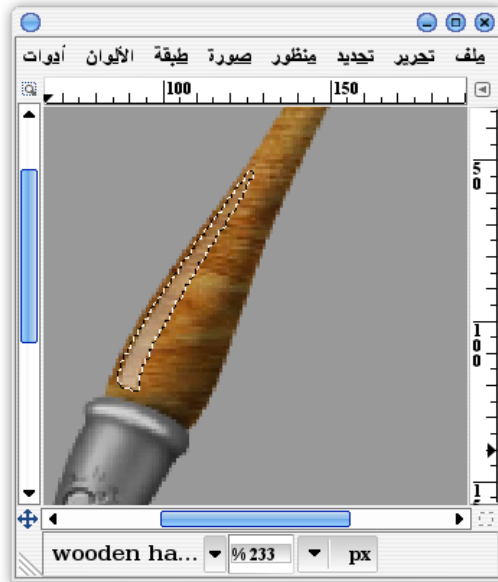 ملف تحرير تحديد منظور صورة طبقة الألوان أدوات
100 150
50
100
wooden ha... % 233 px